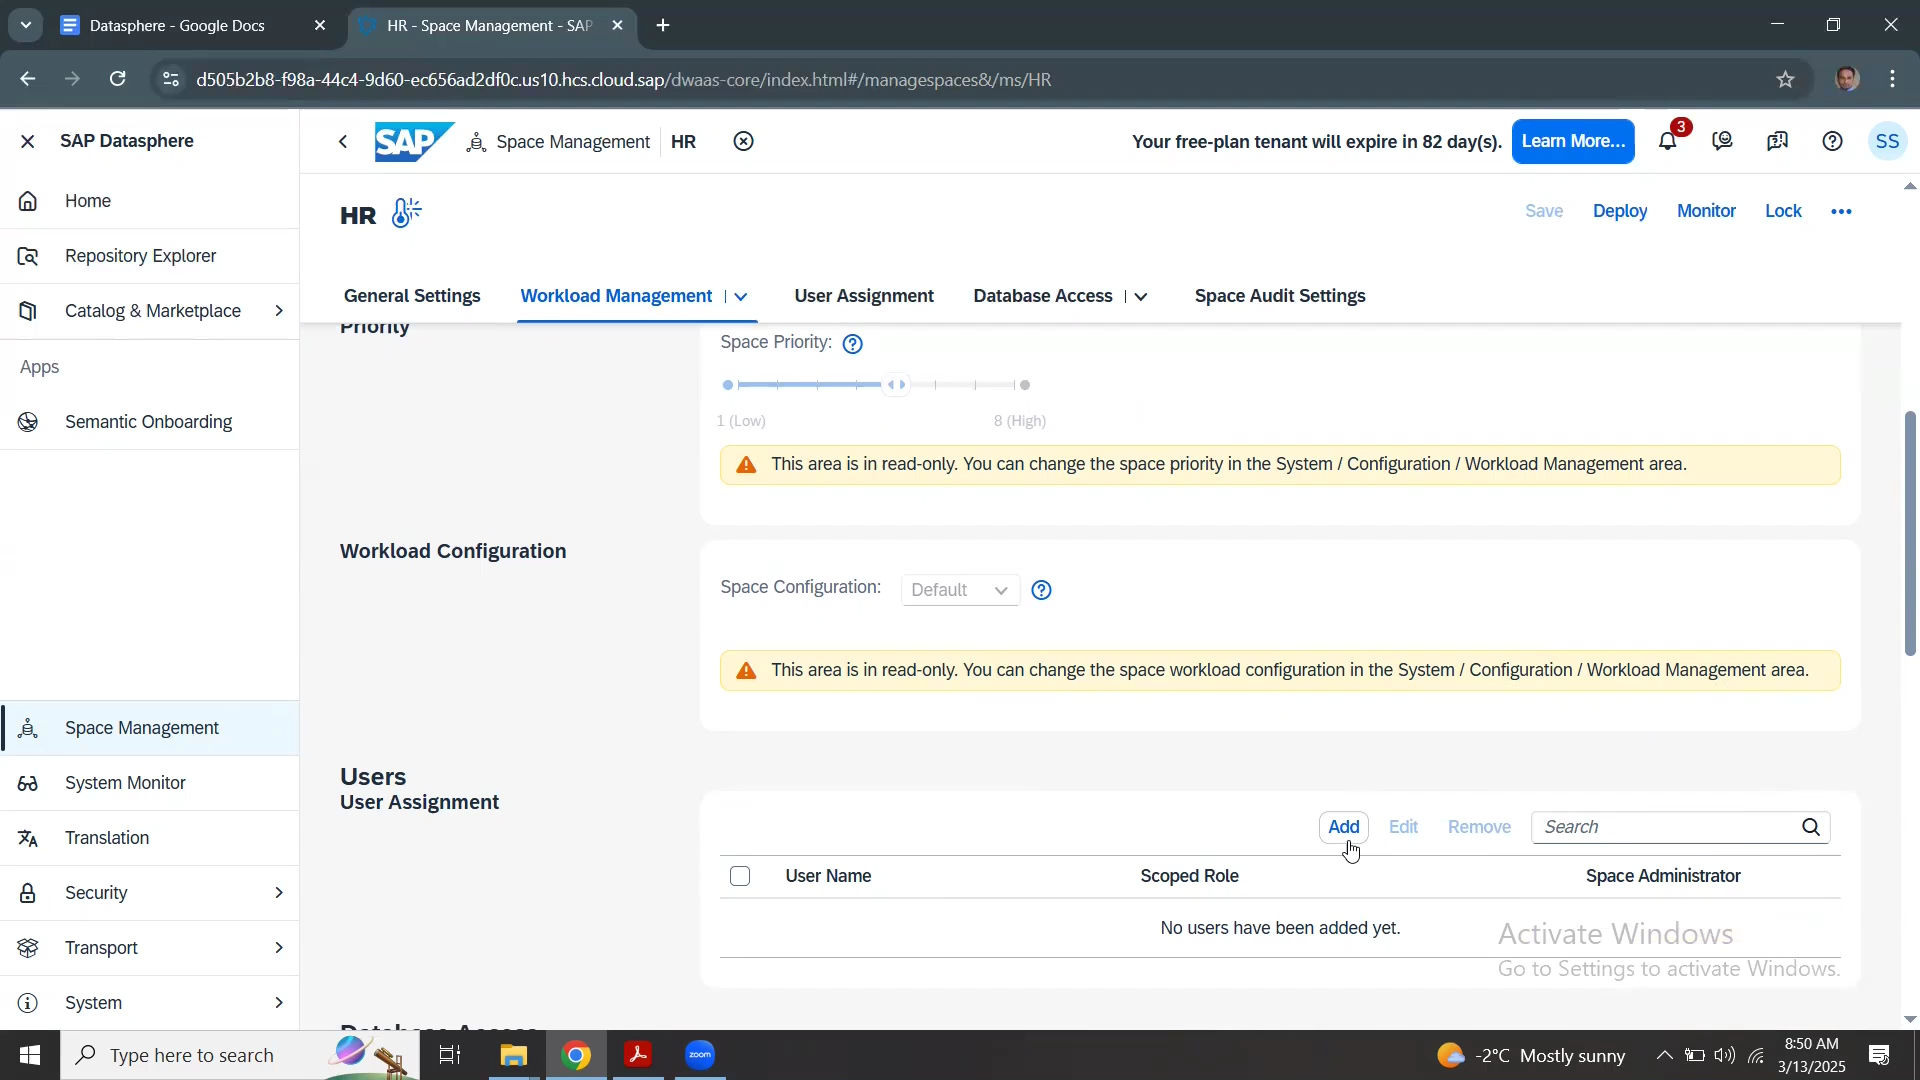 Datasphere - Google Docs
HR - Space Management - SAP
d505b2b8-f98a-44c4-9d60-ec656ad2df0c.us10.hcs.cloud.sap/dwaas-core/index.html#/managespaces&/ms/HR
SAP Datasphere
SAP
Space Management
HR
Your free-plan tenant will expire in 82 day(s).
Learn More...
3
SS
Home
Repository Explorer
Catalog & Marketplace
Apps
Semantic Onboarding
Space Management
System Monitor
Translation
Security
Transport
System
HR
Save
Deploy
Monitor
Lock
General Settings
Workload Management
User Assignment
Database Access
Space Audit Settings
Priority
Space Priority:
1 (Low)
8 (High)
This area is in read-only. You can change the space priority in the System / Configuration / Workload Management area.
Workload Configuration
Space Configuration:
Default
This area is in read-only. You can change the space workload configuration in the System / Configuration / Workload Management area.
Users
User Assignment
Add
Edit
Remove
Search
User Name
Scoped Role
Space Administrator
No users have been added yet.
Activate Windows
Go to Settings to activate Windows.
Database Access
Type here to search
zoom
-2°C Mostly sunny
8:50 AM
3/13/2025